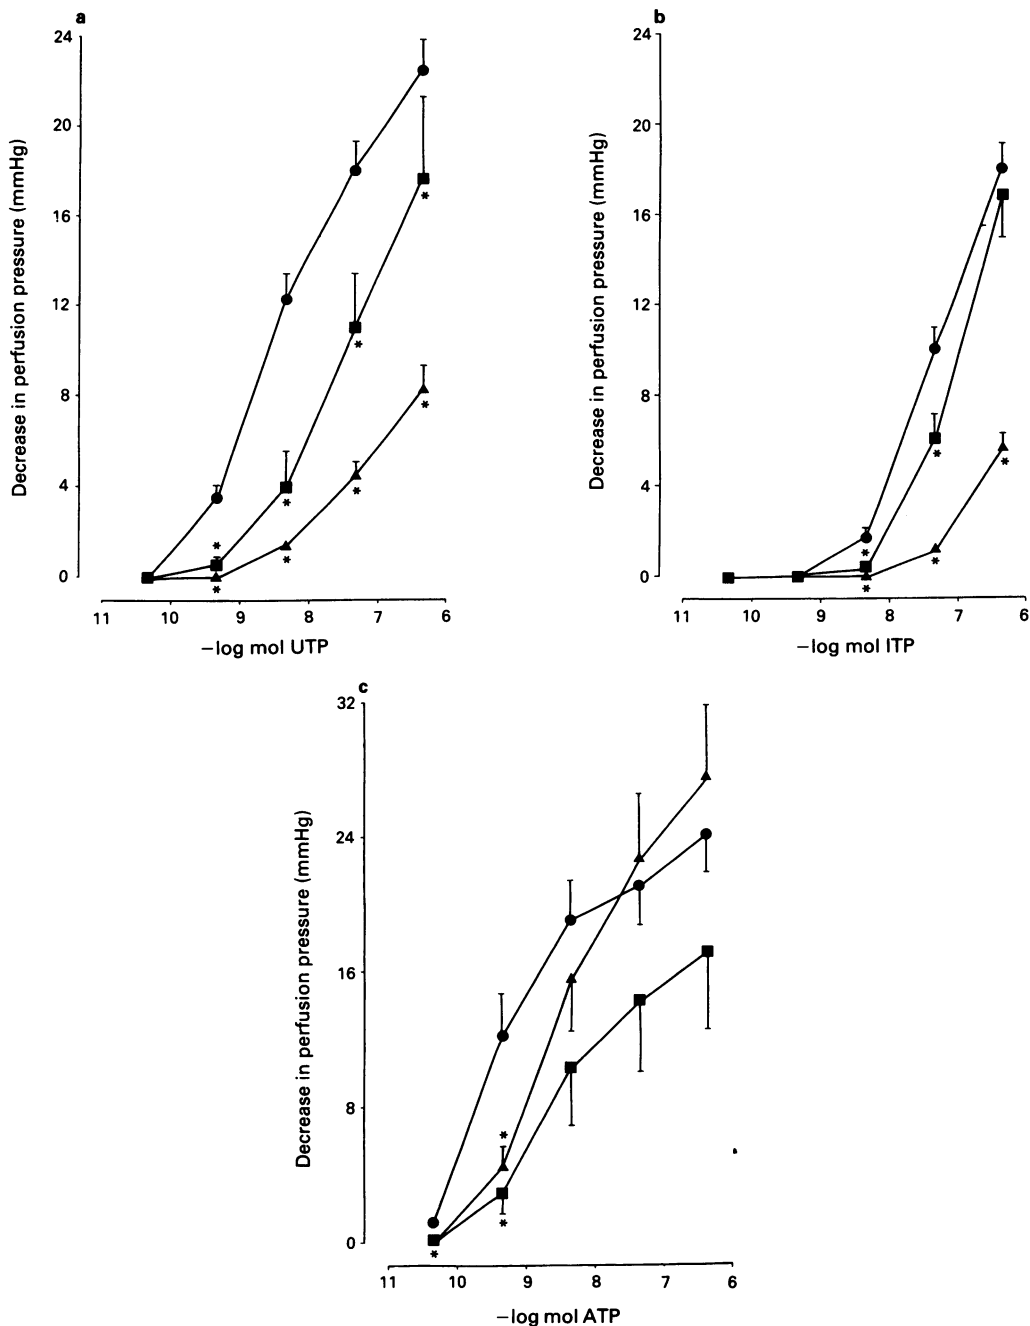 a
24
20
16
12
8
4
0
Decrease in perfusion pressure (mmHg)
* * * * * * * *
11 10 9 8 7 6
−log mol UTP
b
24
20
16
12
8
4
0
Decrease in perfusion pressure (mmHg)
* * * * *
11 10 9 8 7 6
−log mol ITP
c
32
24
16
8
0
Decrease in perfusion pressure (mmHg)
* * *
11 10 9 8 7 6
−log mol ATP